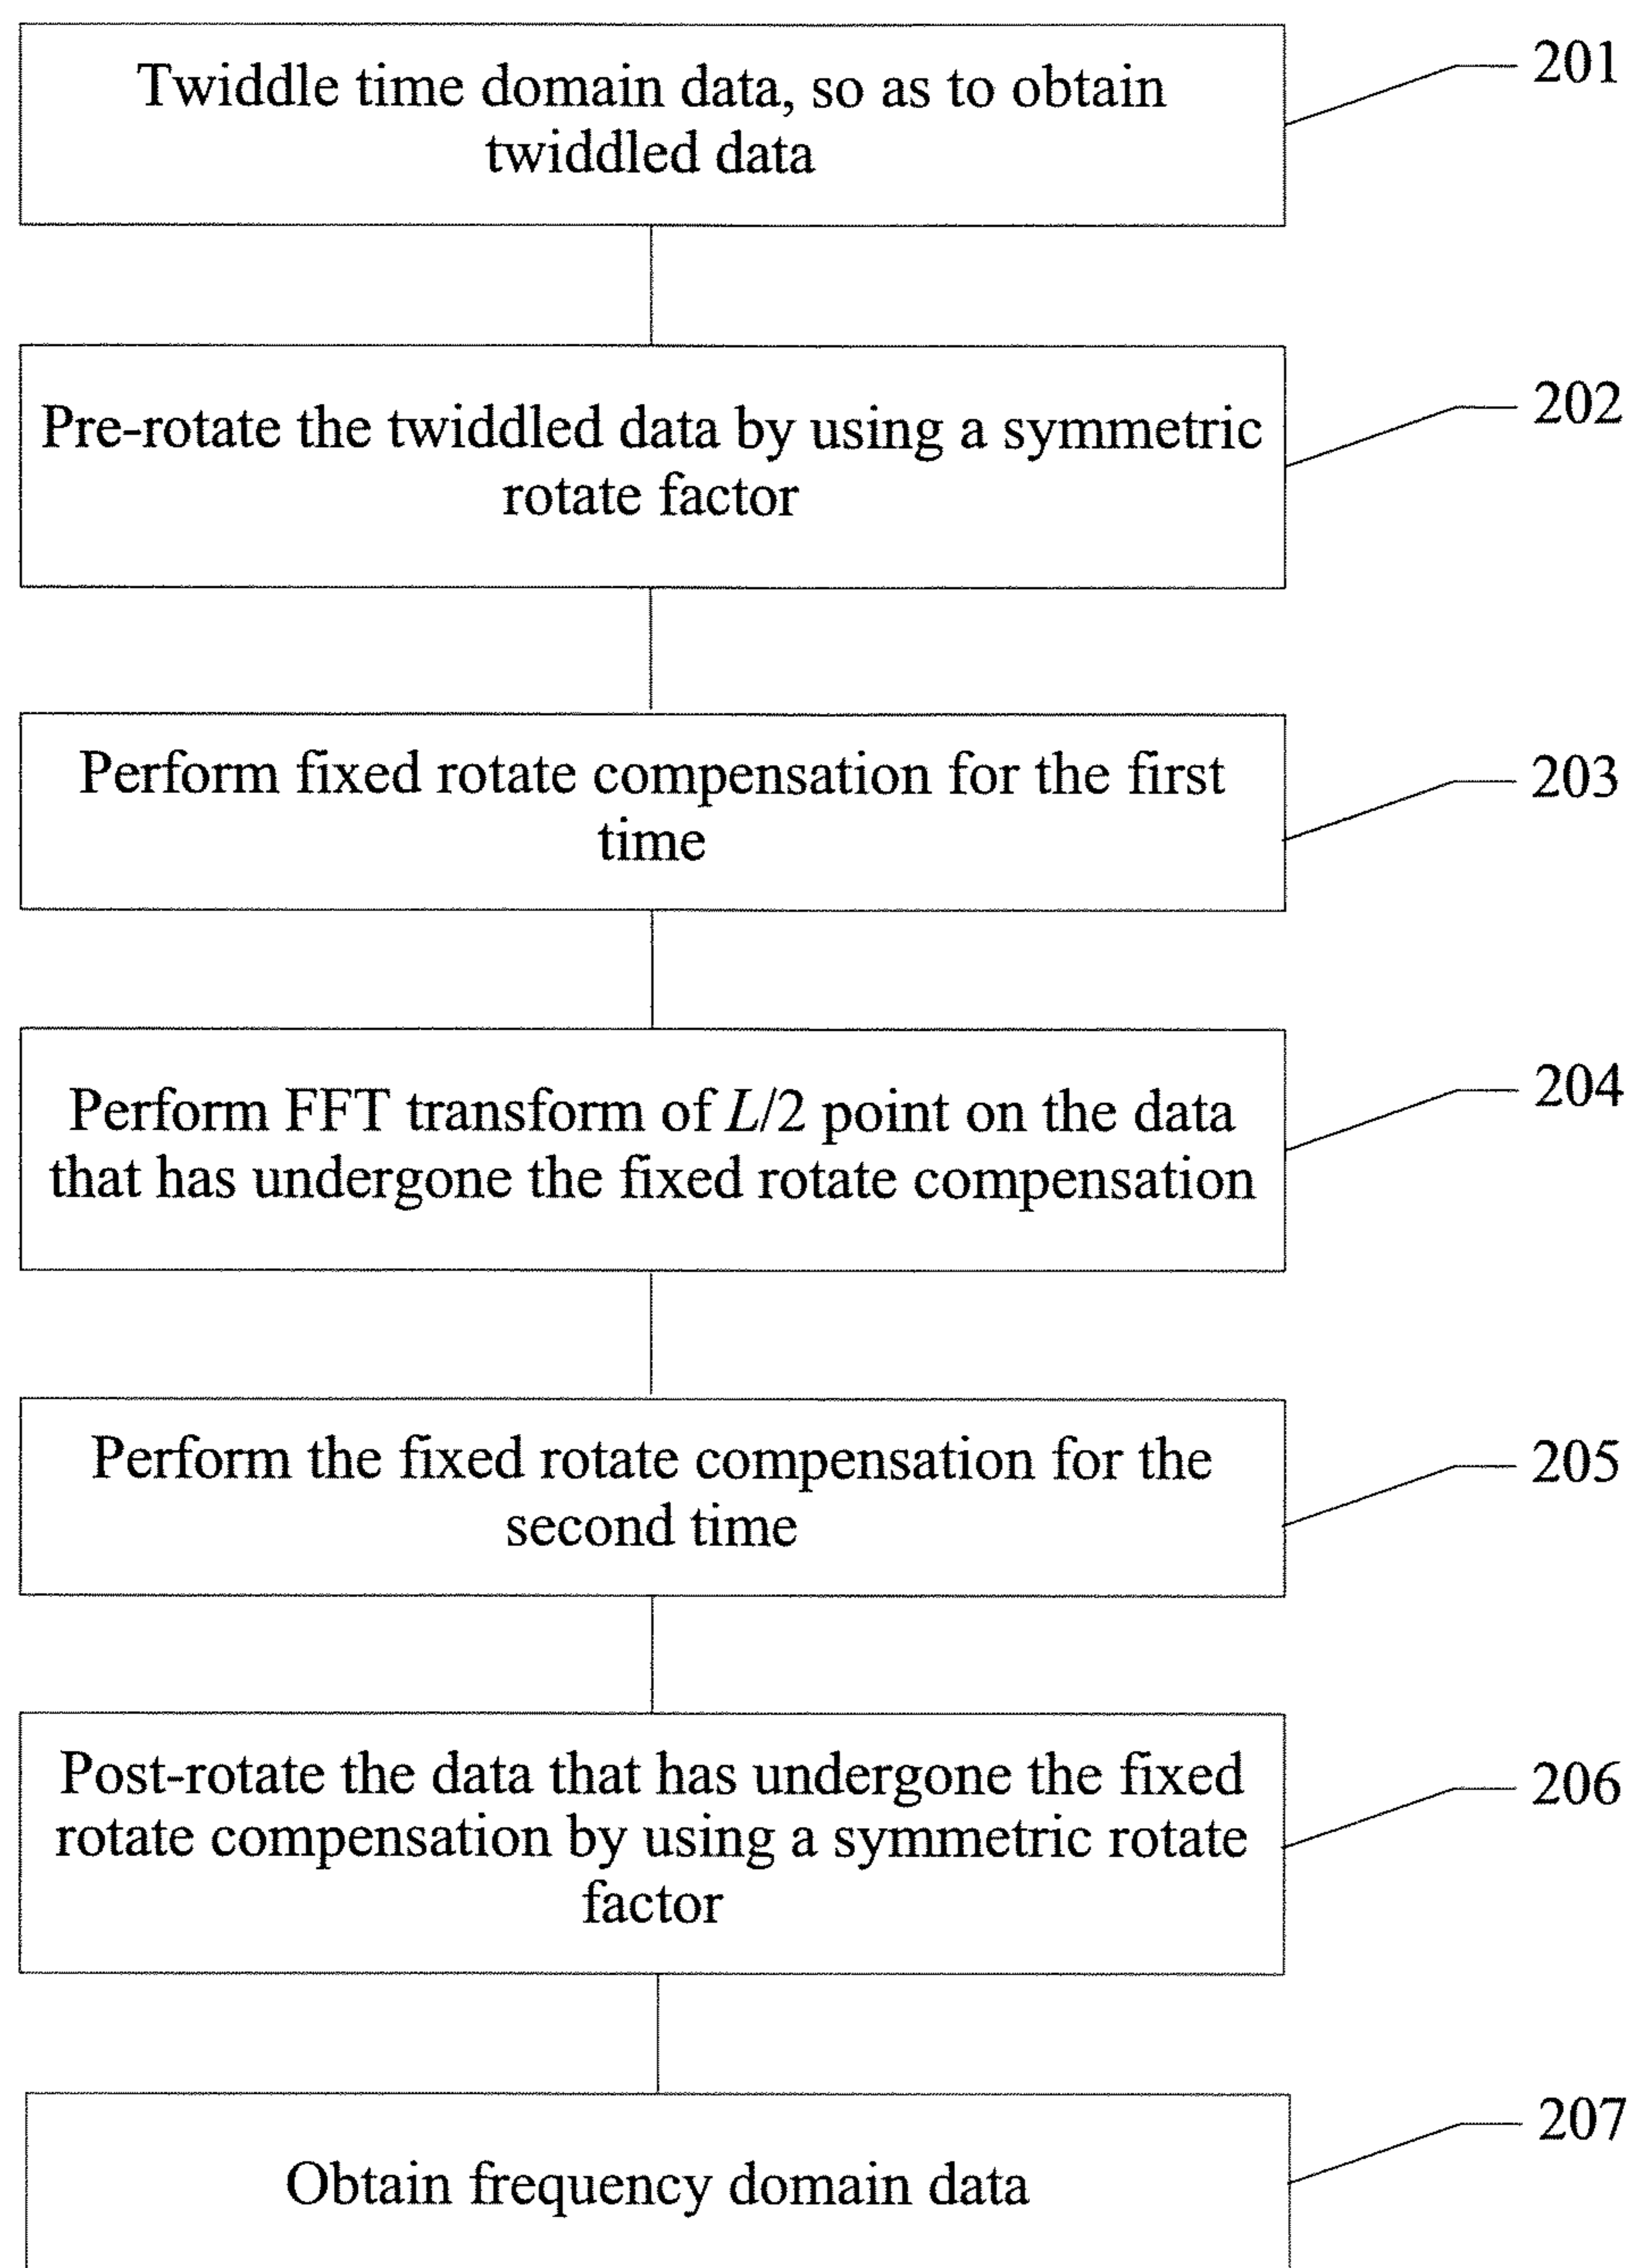 Twiddle time domain data, so as to obtain
twiddled data
201
Pre-rotate the twiddled data by using a symmetric
rotate factor
202
Perform fixed rotate compensation for the first
time
203
Perform FFT transform of L/2 point on the data
that has undergone the fixed rotate compensation
204
Perform the fixed rotate compensation for the
second time
205
Post-rotate the data that has undergone the fixed
rotate compensation by using a symmetric rotate
factor
206
Obtain frequency domain data
207